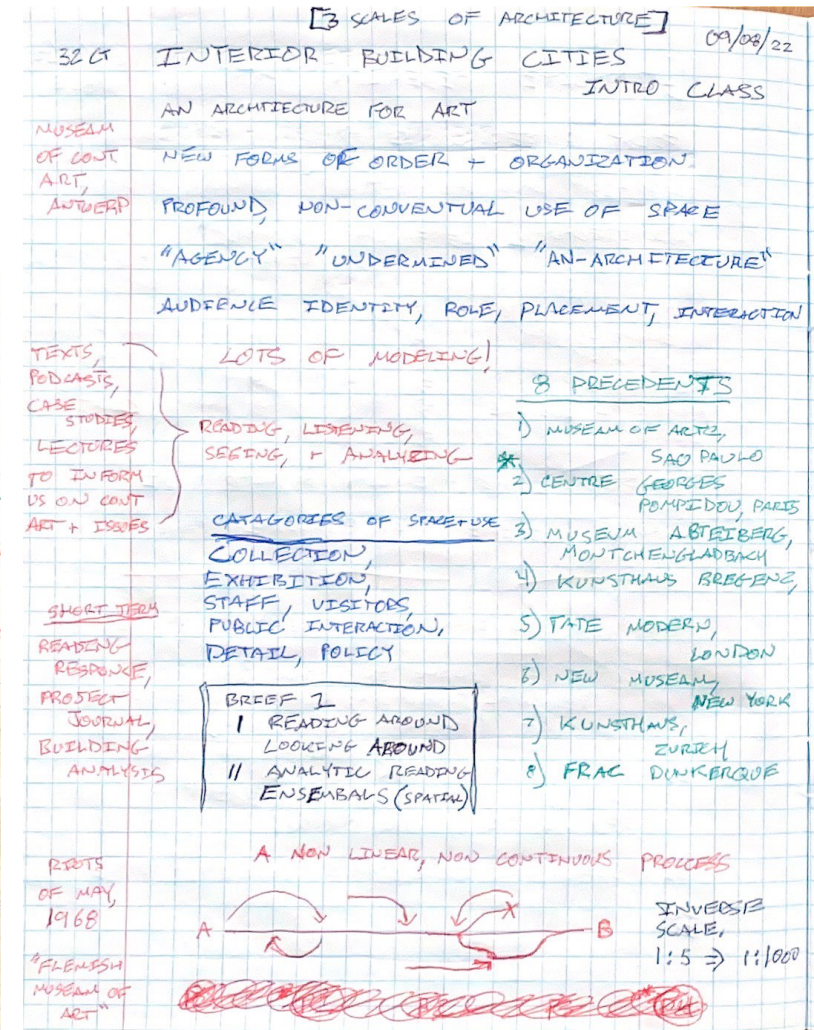 [3 SCALES OF ARCHITECTURE]
09/08/22
INTERIOR BUILDING CITIES
INTRO CLASS
AN ARCHTIECTURE FOR ART
MUSEAM
OF CONT
ART,
ANTWERP
NEW FORMS OF ORDER + ORGANIZATION
PROFOUND, NON-CONVENTUAL USE OF SPACE
"AGENCY" "UNDERMINED" "AN-ARCHITECTURE"
AUDIENCE IDENTITY, ROLE, PLACEMENT, INTERACTION
TEXTS,
PODCASTS,
CASE
STUDIES,
LECTURES
TO INFORM
US ON CONT
ART + ISSUES
LOTS OF MODELING!
READING, LISTENING,
SEEING, + ANALYZING
8 PRECEDENTS
1) MUSEAM OF ART,
SAO PAULO
2) CENTRE GEORGES
POMPIDOU, PARIS
3) MUSEUM ABTEIBERG,
MONTCHENGLADBACH
4) KUNSTHAUS BREGENZ,
5) TATE MODERN,
LONDON
6) NEW MUSEAM,
NEW YORK
7) KUNSTHAUS,
ZURICH
8) FRAC DUNKERQUE
CATAGORIES OF SPACE+USE
COLLECTION,
EXHIBITION,
STAFF, VISITORS,
PUBLIC INTERACTION,
DETAIL, POLICY
SHORT TERM
READING
RESPONCE,
PROJECT
JOURNAL,
BUILDING
ANALYSIS
BRIEF 1
I READING AROUND
LOOKING AROUND
II ANALYTIC READING
ENSEMBALS (SPATIAL)
A NON LINEAR, NON CONTINUOUS PROCCESS
RIOTS
OF MAY,
1968
"FLEMISH
MUSEAM OF
ART"
A B
INVERSE
SCALE,
1:5 ⇒ 1:1000